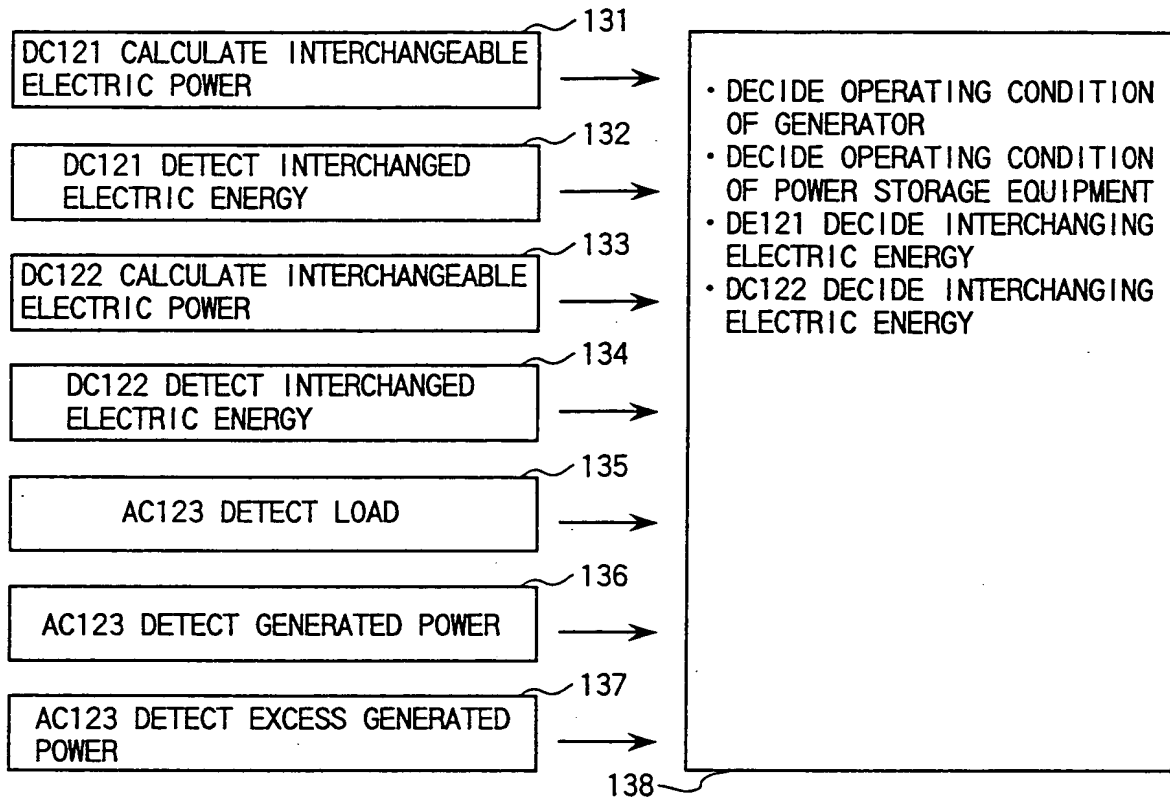 131
DC121 CALCULATE INTERCHANGEABLE
ELECTRIC POWER
132
DC121 DETECT INTERCHANGED
ELECTRIC ENERGY
133
DC122 CALCULATE INTERCHANGEABLE
ELECTRIC POWER
134
DC122 DETECT INTERCHANGED
ELECTRIC ENERGY
135
AC123 DETECT LOAD
136
AC123 DETECT GENERATED POWER
137
AC123 DETECT EXCESS GENERATED
POWER
・DECIDE OPERATING CONDITION
OF GENERATOR
・DECIDE OPERATING CONDITION
OF POWER STORAGE EQUIPMENT
・DE121 DECIDE INTERCHANGING
ELECTRIC ENERGY
・DC122 DECIDE INTERCHANGING
ELECTRIC ENERGY
138